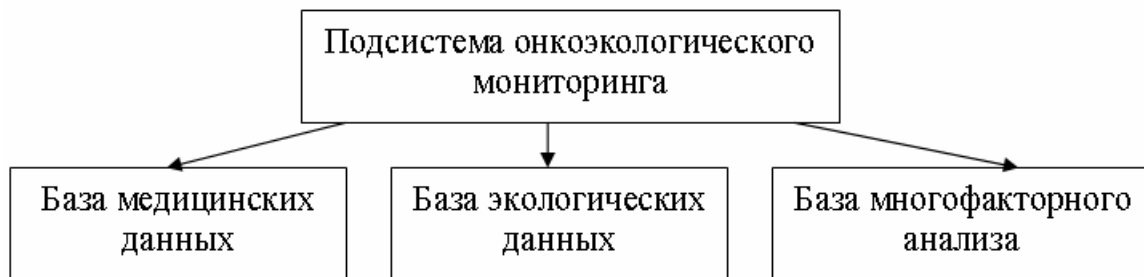 Подсистема онкоэкологического
мониторинга
База медицинских
данных
База экологических
данных
База многофакторного
анализа